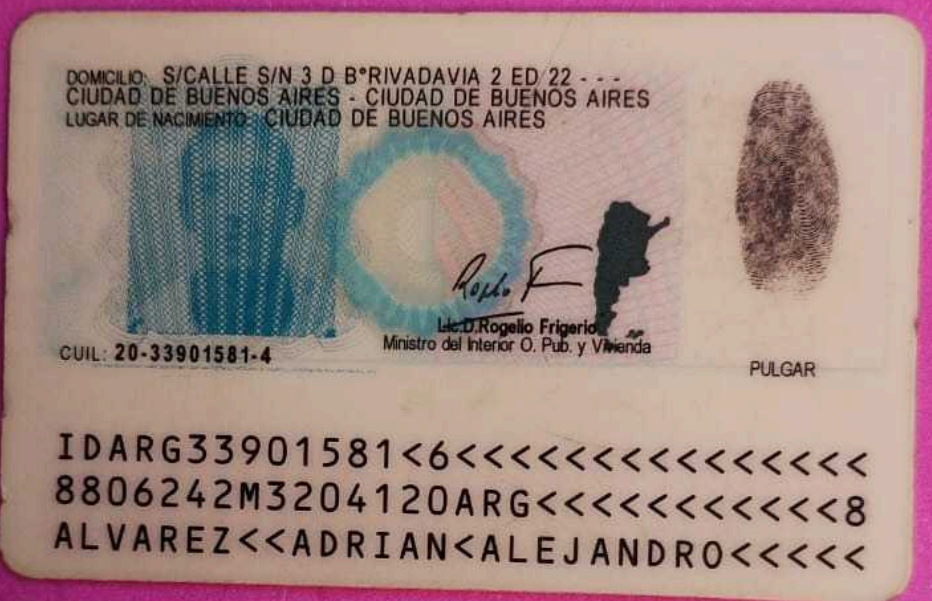 DOMICILIO: S/CALLE S/N 3 D B°RIVADAVIA 2 ED 22 - - -
CIUDAD DE BUENOS AIRES - CIUDAD DE BUENOS AIRES
LUGAR DE NACIMIENTO: CIUDAD DE BUENOS AIRES
Lic.D.Rogelio Frigerio
Ministro del Interior O. Pub. y Vivienda
CUIL: 20-33901581-4
PULGAR
IDARG33901581<6<<<<<<<<<<<<<<<
8806242M3204120ARG<<<<<<<<<<<8
ALVAREZ<<ADRIAN<ALEJANDRO<<<<<